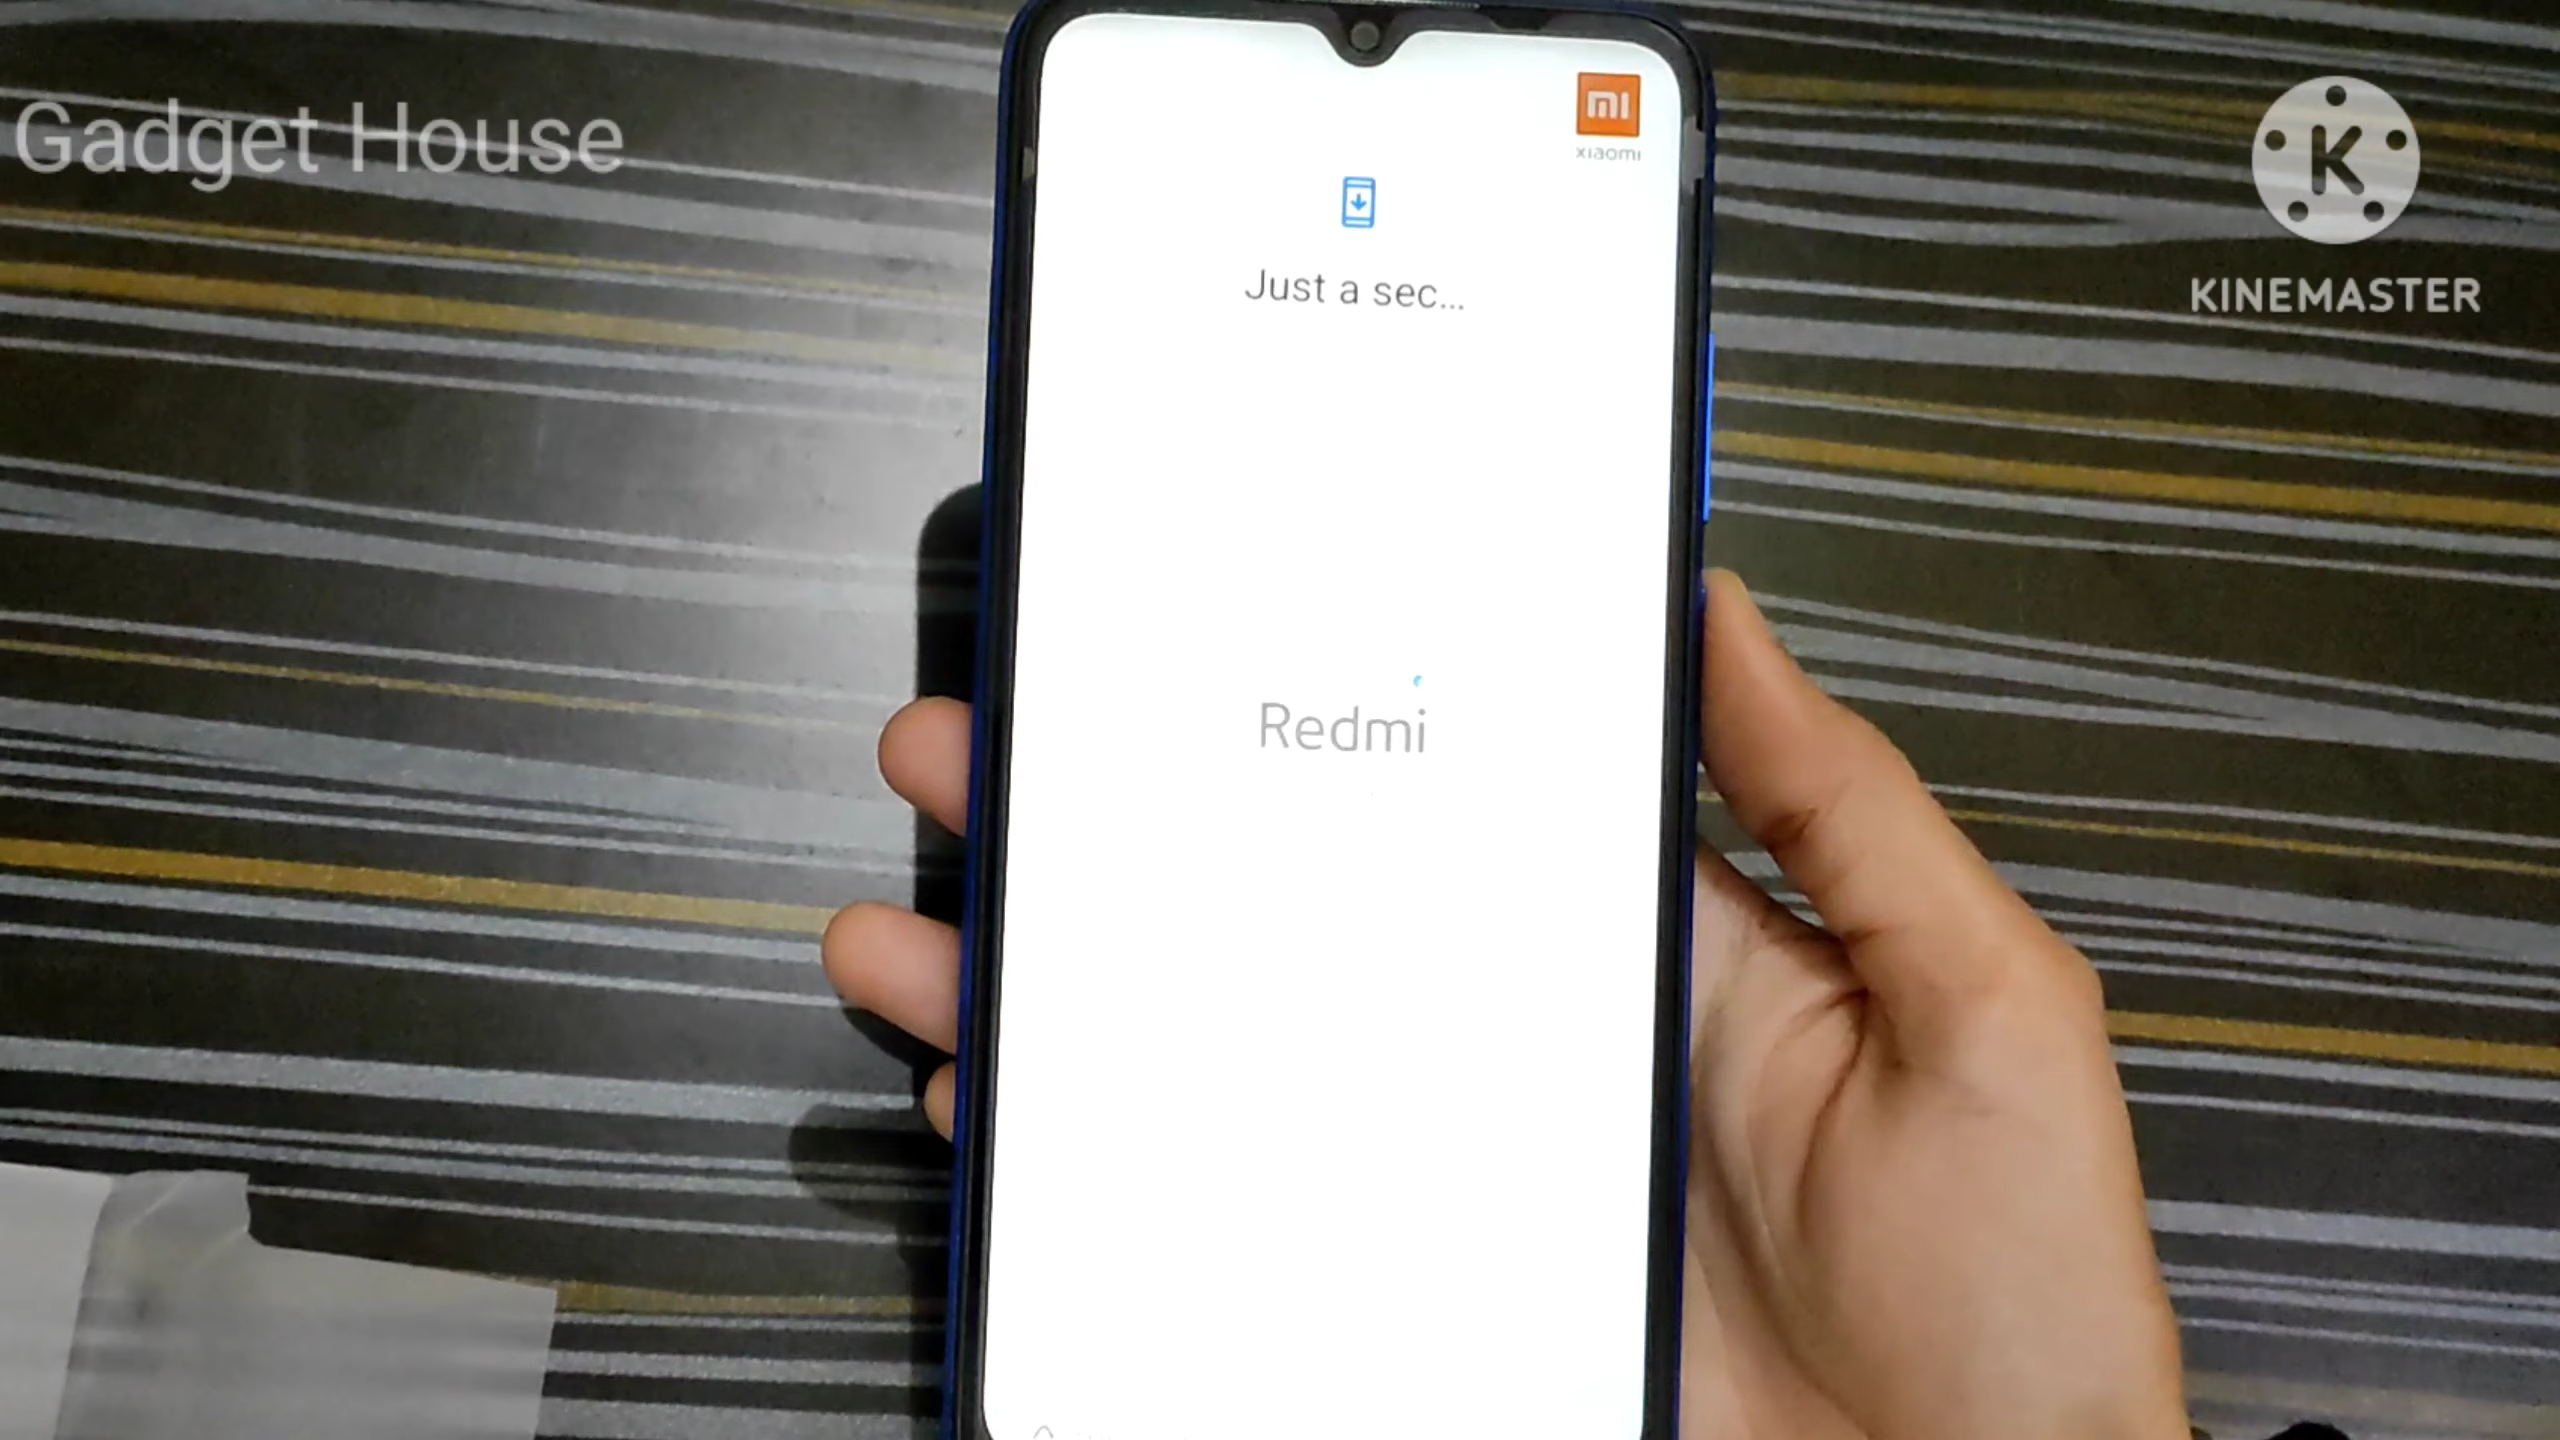 Gadget House
mi
xiaomi
Just a sec...
Redmi
K
KINEMASTER